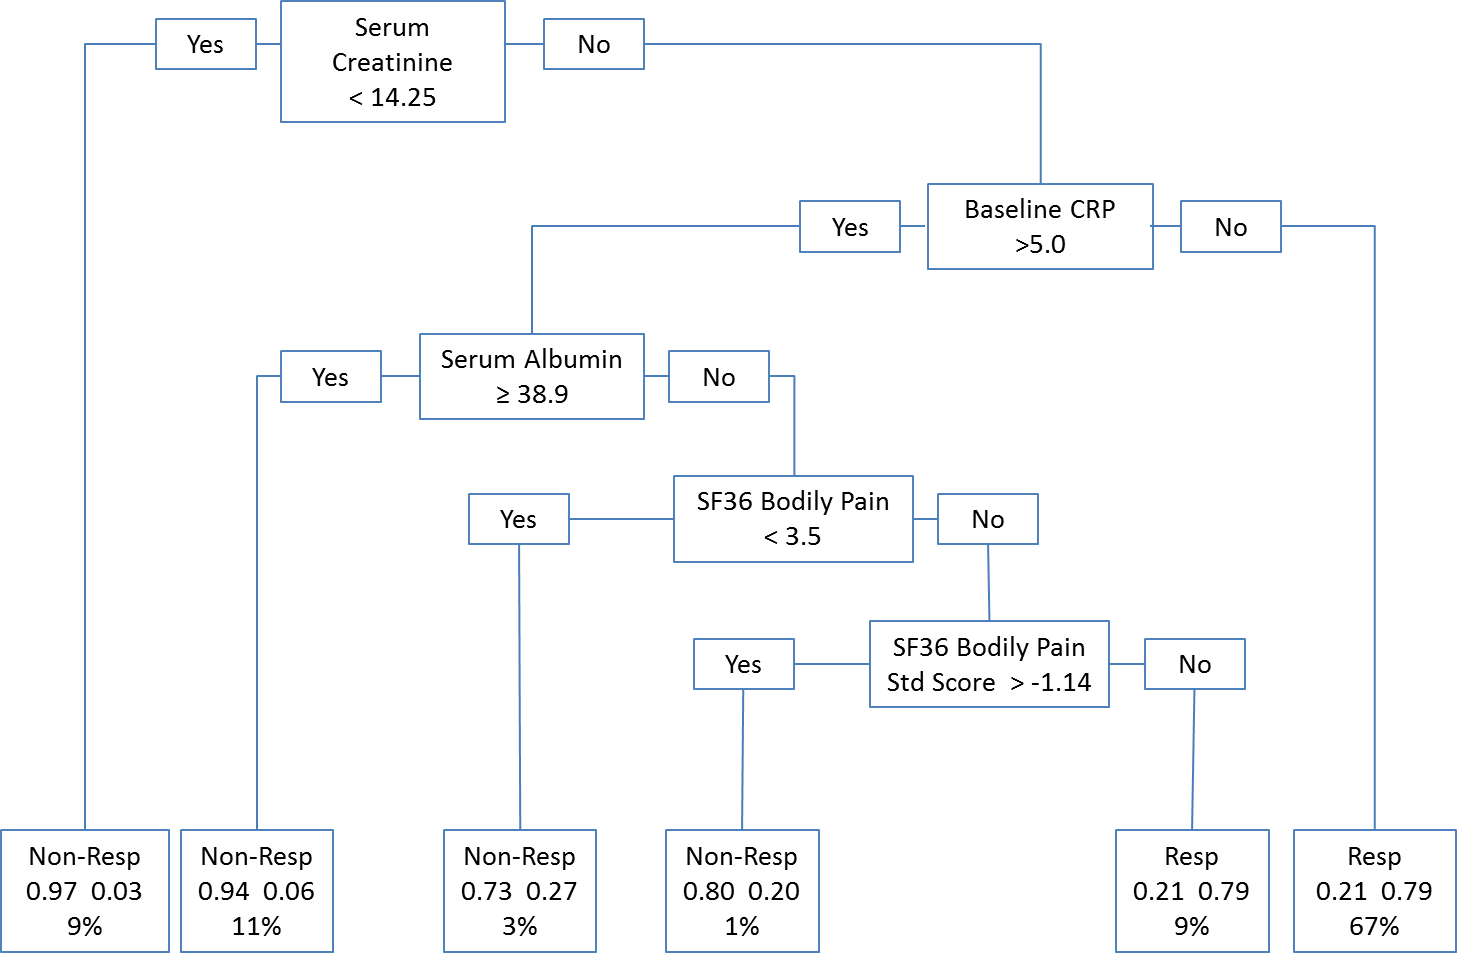 Yes
Serum
Creatinine
< 14.25
No
Yes
Baseline CRP
>5.0
No
Yes
Serum Albumin
≥ 38.9
No
Yes
SF36 Bodily Pain
< 3.5
No
Yes
SF36 Bodily Pain
Std Score > -1.14
No
Non-Resp
0.97 0.03
9%
Non-Resp
0.94 0.06
11%
Non-Resp
0.73 0.27
3%
Non-Resp
0.80 0.20
1%
Resp
0.21 0.79
9%
Resp
0.21 0.79
67%